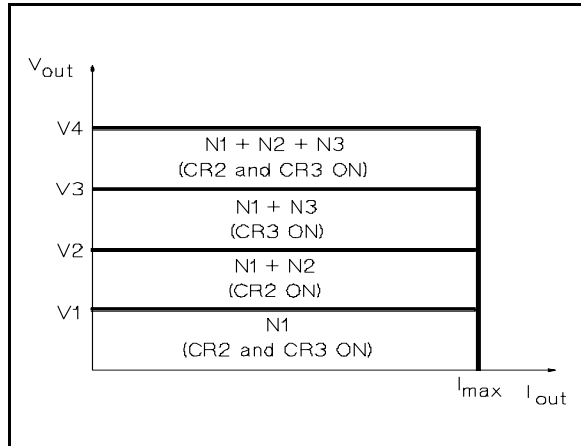 Vout
V4
N1 + N2 + N3
(CR2 and CR3 ON)
V3
N1 + N3
(CR3 ON)
V2
N1 + N2
(CR2 ON)
V1
N1
(CR2 and CR3 ON)
Imax Iout